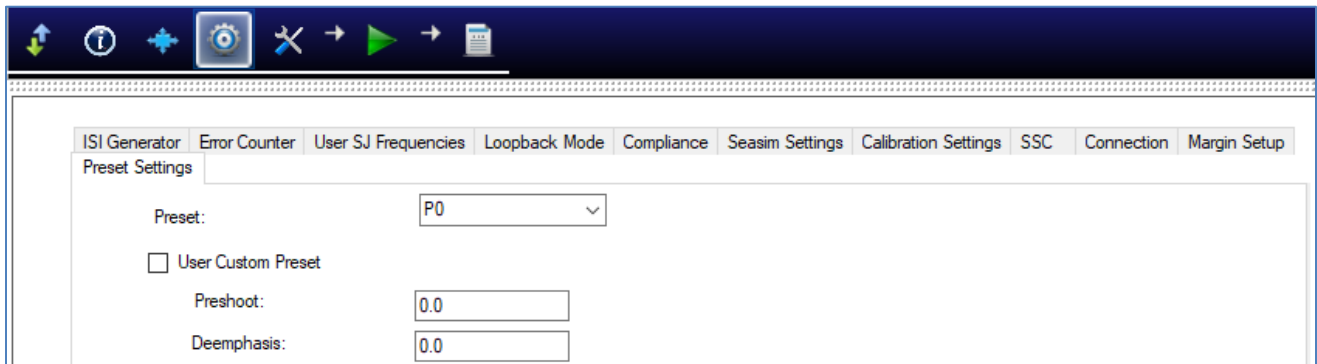 ISI Generator Error Counter User SJ Frequencies Loopback Mode Compliance Seasim Settings Calibration Settings SSC Connection Margin Setup
Preset Settings
Preset: P0
User Custom Preset
Preshoot: 0.0
Deemphasis: 0.0